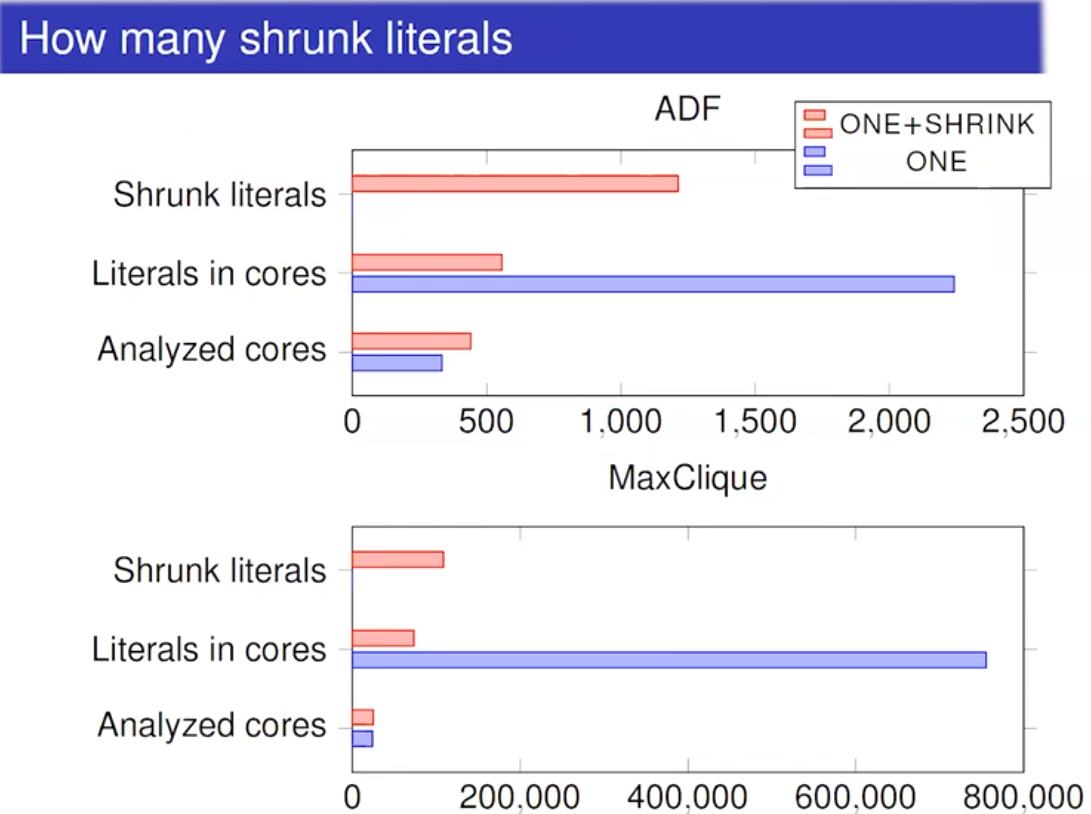 How many shrunk literals
ADF
ONE+SHRINK
ONE
Shrunk literals
Literals in cores
Analyzed cores
0 500 1,000 1,500 2,000 2,500
MaxClique
Shrunk literals
Literals in cores
Analyzed cores
0 200,000 400,000 600,000 800,000